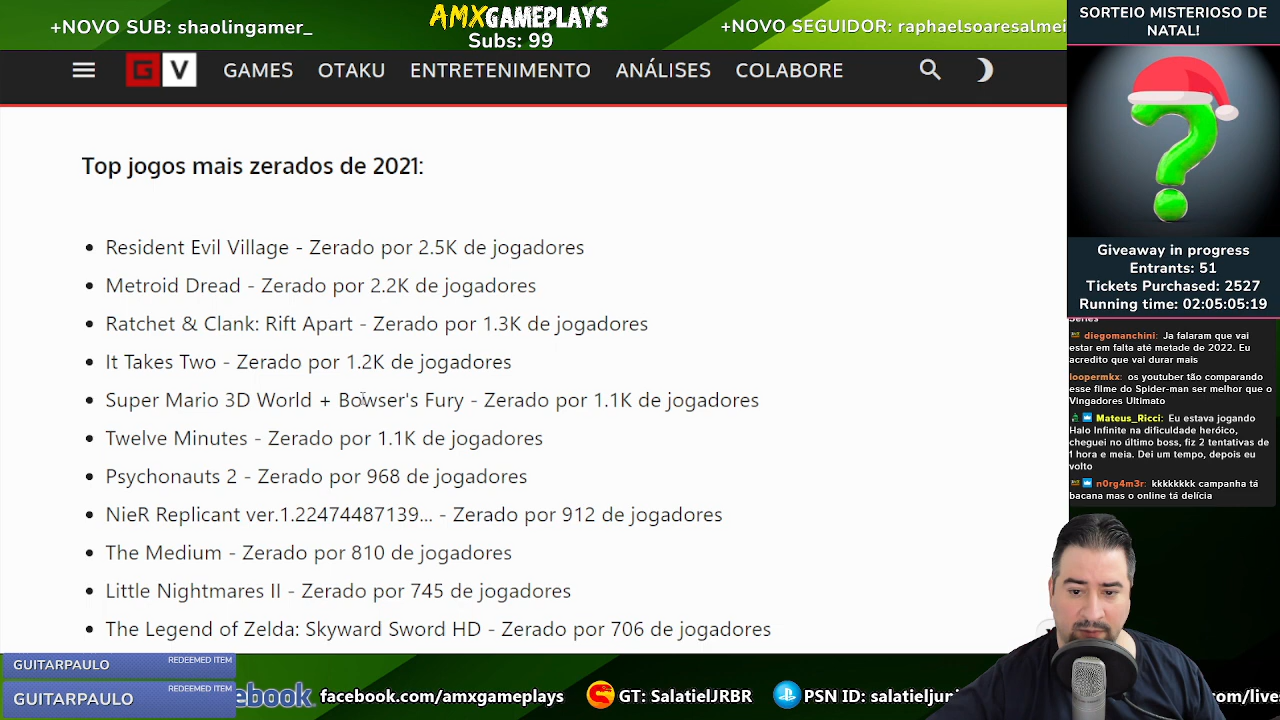 +NOVO SUB: shaolingamer_
AMXGAMEPLAYS
Subs: 99
+NOVO SEGUIDOR: raphaelsoaresalmei
SORTEIO MISTERIOSO DE
NATAL!
G V GAMES OTAKU ENTRETENIMENTO ANÁLISES COLABORE
Top jogos mais zerados de 2021:
• Resident Evil Village - Zerado por 2.5K de jogadores
• Metroid Dread - Zerado por 2.2K de jogadores
• Ratchet & Clank: Rift Apart - Zerado por 1.3K de jogadores
• It Takes Two - Zerado por 1.2K de jogadores
• Super Mario 3D World + Bowser's Fury - Zerado por 1.1K de jogadores
• Twelve Minutes - Zerado por 1.1K de jogadores
• Psychonauts 2 - Zerado por 968 de jogadores
• NieR Replicant ver.1.22474487139... - Zerado por 912 de jogadores
• The Medium - Zerado por 810 de jogadores
• Little Nightmares II - Zerado por 745 de jogadores
• The Legend of Zelda: Skyward Sword HD - Zerado por 706 de jogadores
Giveaway in progress
Entrants: 51
Tickets Purchased: 2527
Running time: 02:05:05:19
Series
diegomanchini: Ja falaram que vai
estar em falta até metade de 2022. Eu
acredito que vai durar mais
loopermkx: os youtuber tão comparando
esse filme do Spider-man ser melhor que o
Vingadores Ultimato
Mateus_Ricci: Eu estava jogando
Halo Infinite na dificuldade heróico,
cheguei no último boss, fiz 2 tentativas de
1 hora e meia. Dei um tempo, depois eu
volto
n0rg4m3r: kkkkkkkk campanha tá
bacana mas o online tá delícia
GUITARPAULO REDEEMED ITEM
GUITARPAULO REDEEMED ITEM
ebook facebook.com/amxgameplays GT: SalatielJRBR PSN ID: salatieljuni .com/lives